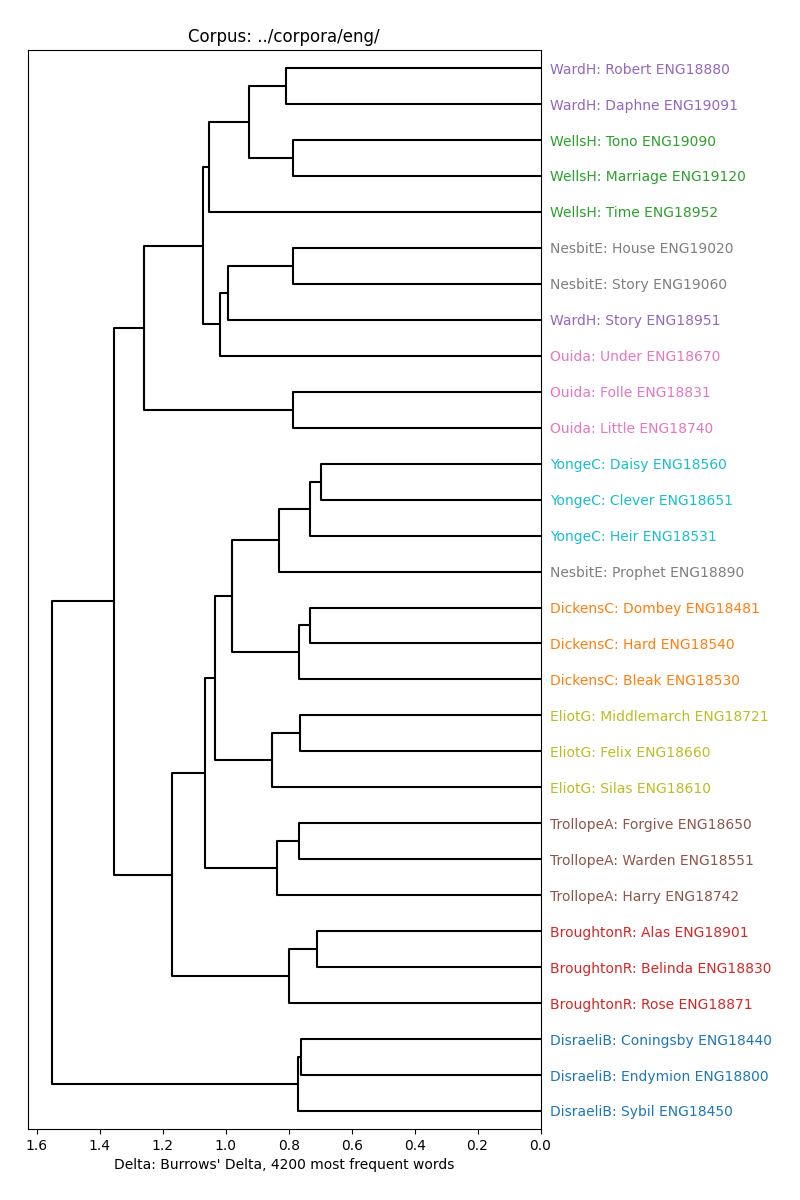 Corpus: ../corpora/eng/
WardH: Robert ENG18880
WardH: Daphne ENG19091
WellsH: Tono ENG19090
WellsH: Marriage ENG19120
WellsH: Time ENG18952
NesbitE: House ENG19020
NesbitE: Story ENG19060
WardH: Story ENG18951
Ouida: Under ENG18670
Ouida: Folle ENG18831
Ouida: Little ENG18740
YongeC: Daisy ENG18560
YongeC: Clever ENG18651
YongeC: Heir ENG18531
NesbitE: Prophet ENG18890
DickensC: Dombey ENG18481
DickensC: Hard ENG18540
DickensC: Bleak ENG18530
EliotG: Middlemarch ENG18721
EliotG: Felix ENG18660
EliotG: Silas ENG18610
TrollopeA: Forgive ENG18650
TrollopeA: Warden ENG18551
TrollopeA: Harry ENG18742
BroughtonR: Alas ENG18901
BroughtonR: Belinda ENG18830
BroughtonR: Rose ENG18871
DisraeliB: Coningsby ENG18440
DisraeliB: Endymion ENG18800
DisraeliB: Sybil ENG18450
1.6 1.4 1.2 1.0 0.8 0.6 0.4 0.2 0.0
Delta: Burrows' Delta, 4200 most frequent words